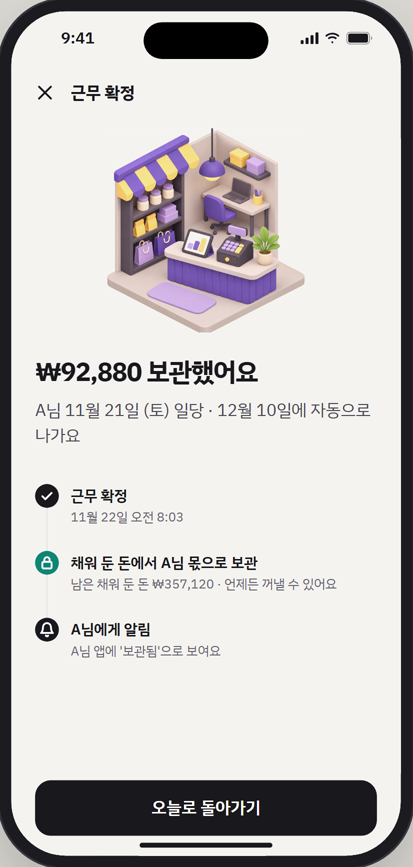 9:41
근무 확정
₩92,880 보관했어요
A님 11월 21일 (토) 일당 · 12월 10일에 자동으로
나가요
근무 확정
11월 22일 오전 8:03
채워 둔 돈에서 A님 몫으로 보관
남은 채워 둔 돈 ₩357,120 · 언제든 꺼낼 수 있어요
A님에게 알림
A님 앱에 '보관됨'으로 보여요
오늘로 돌아가기